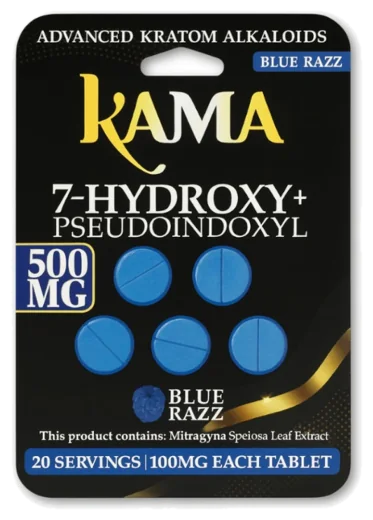 ADVANCED KRATOM ALKALOIDS
BLUE RAZZ
KAMA
7-HYDROXY+
PSEUDOINDOXYL
500
MG
BLUE
RAZZ
This product contains: Mitragyna Speiosa Leaf Extract
20 SERVINGS | 100MG EACH TABLET